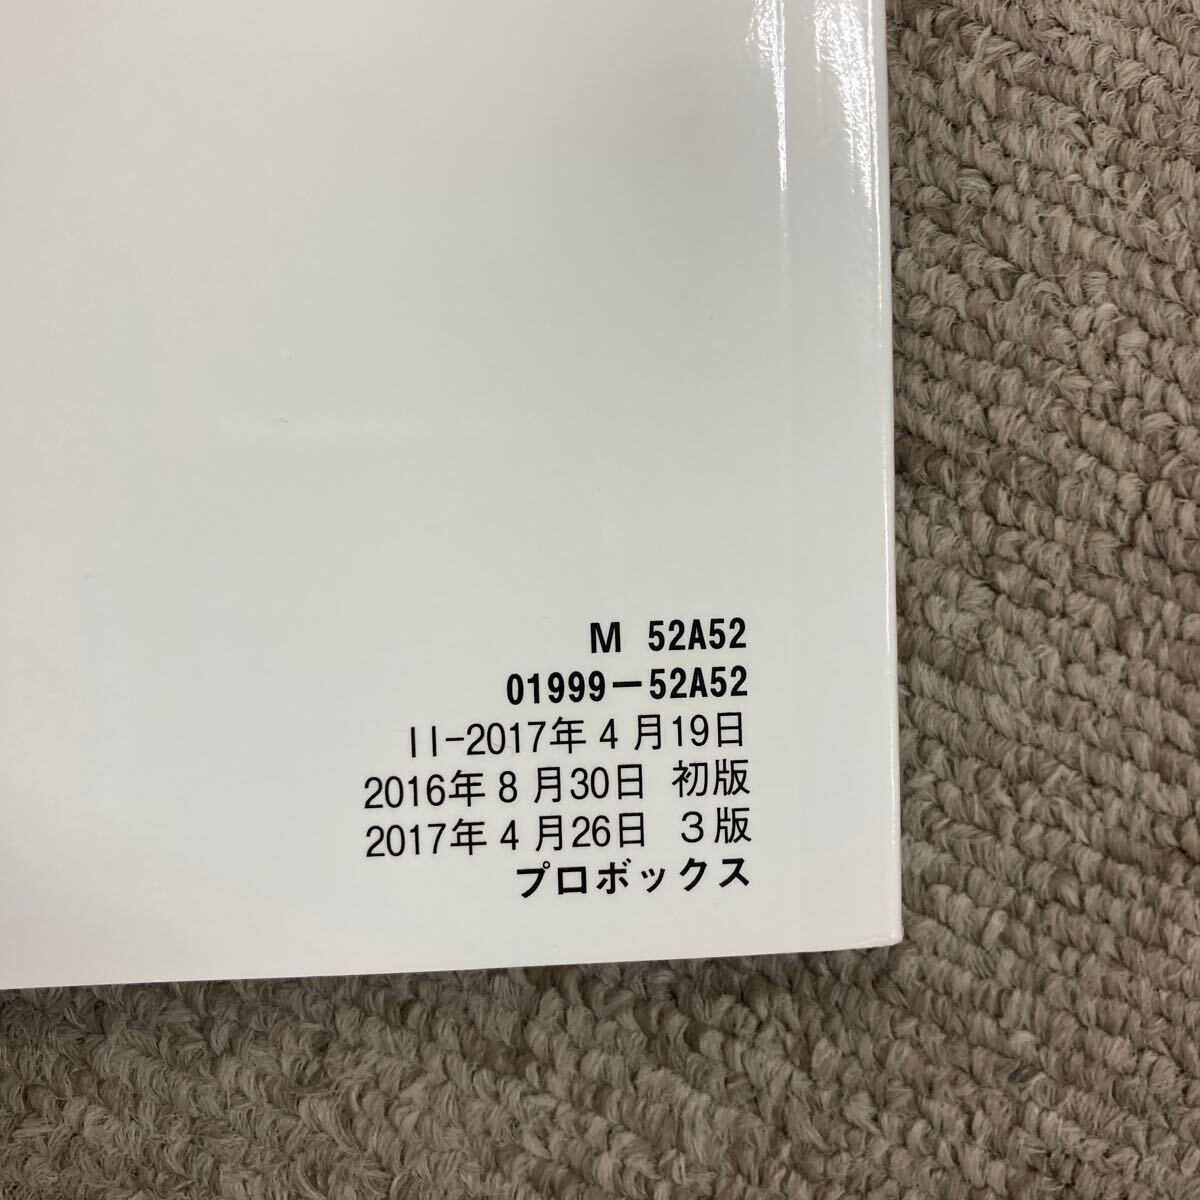 M 52A52
01999-52A52
II-2017年4月19日
2016年8月30日 初版
2017年4月26日 3版
プロボックス